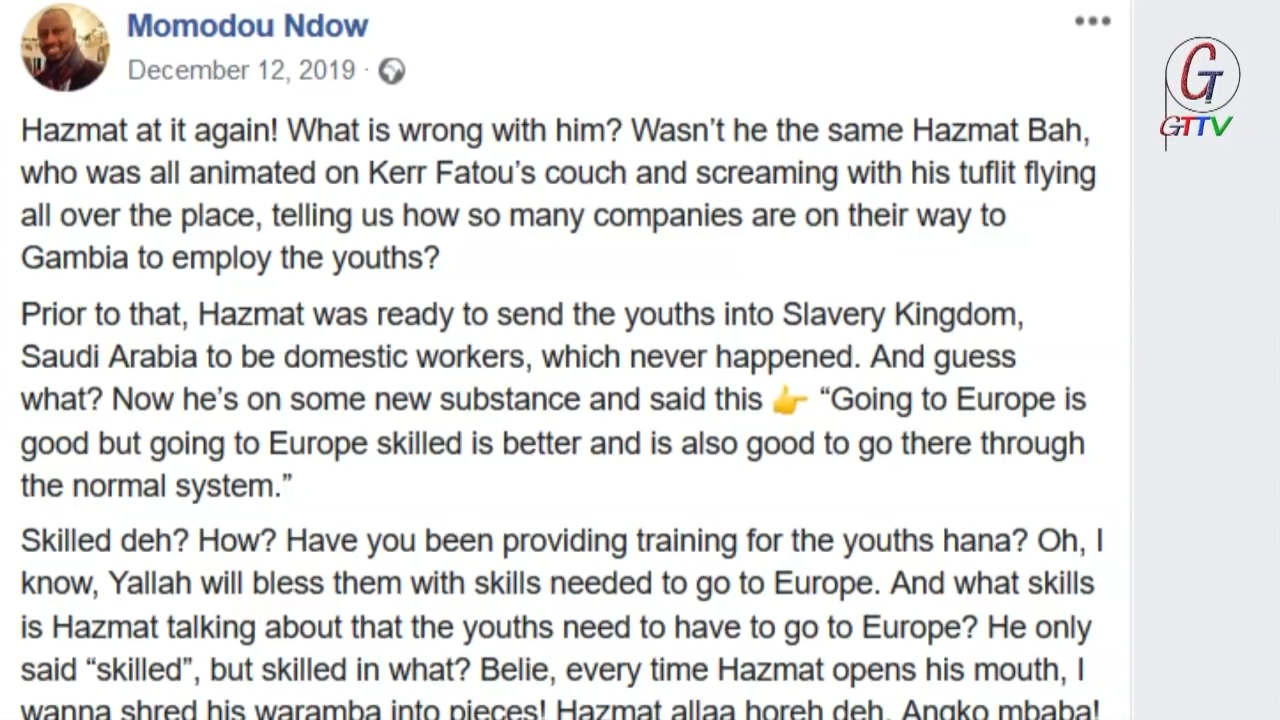 Momodou Ndow
December 12, 2019 ·
Hazmat at it again! What is wrong with him? Wasn’t he the same Hazmat Bah,
who was all animated on Kerr Fatou’s couch and screaming with his tuflit flying
all over the place, telling us how so many companies are on their way to
Gambia to employ the youths?
Prior to that, Hazmat was ready to send the youths into Slavery Kingdom,
Saudi Arabia to be domestic workers, which never happened. And guess
what? Now he’s on some new substance and said this 👉 “Going to Europe is
good but going to Europe skilled is better and is also good to go there through
the normal system.”
Skilled deh? How? Have you been providing training for the youths hana? Oh, I
know, Yallah will bless them with skills needed to go to Europe. And what skills
is Hazmat talking about that the youths need to have to go to Europe? He only
said “skilled”, but skilled in what? Belie, every time Hazmat opens his mouth, I
wanna shred his waramba into pieces! Hazmat allaa horeh deh. Angko mbaba!
GT
GTTV